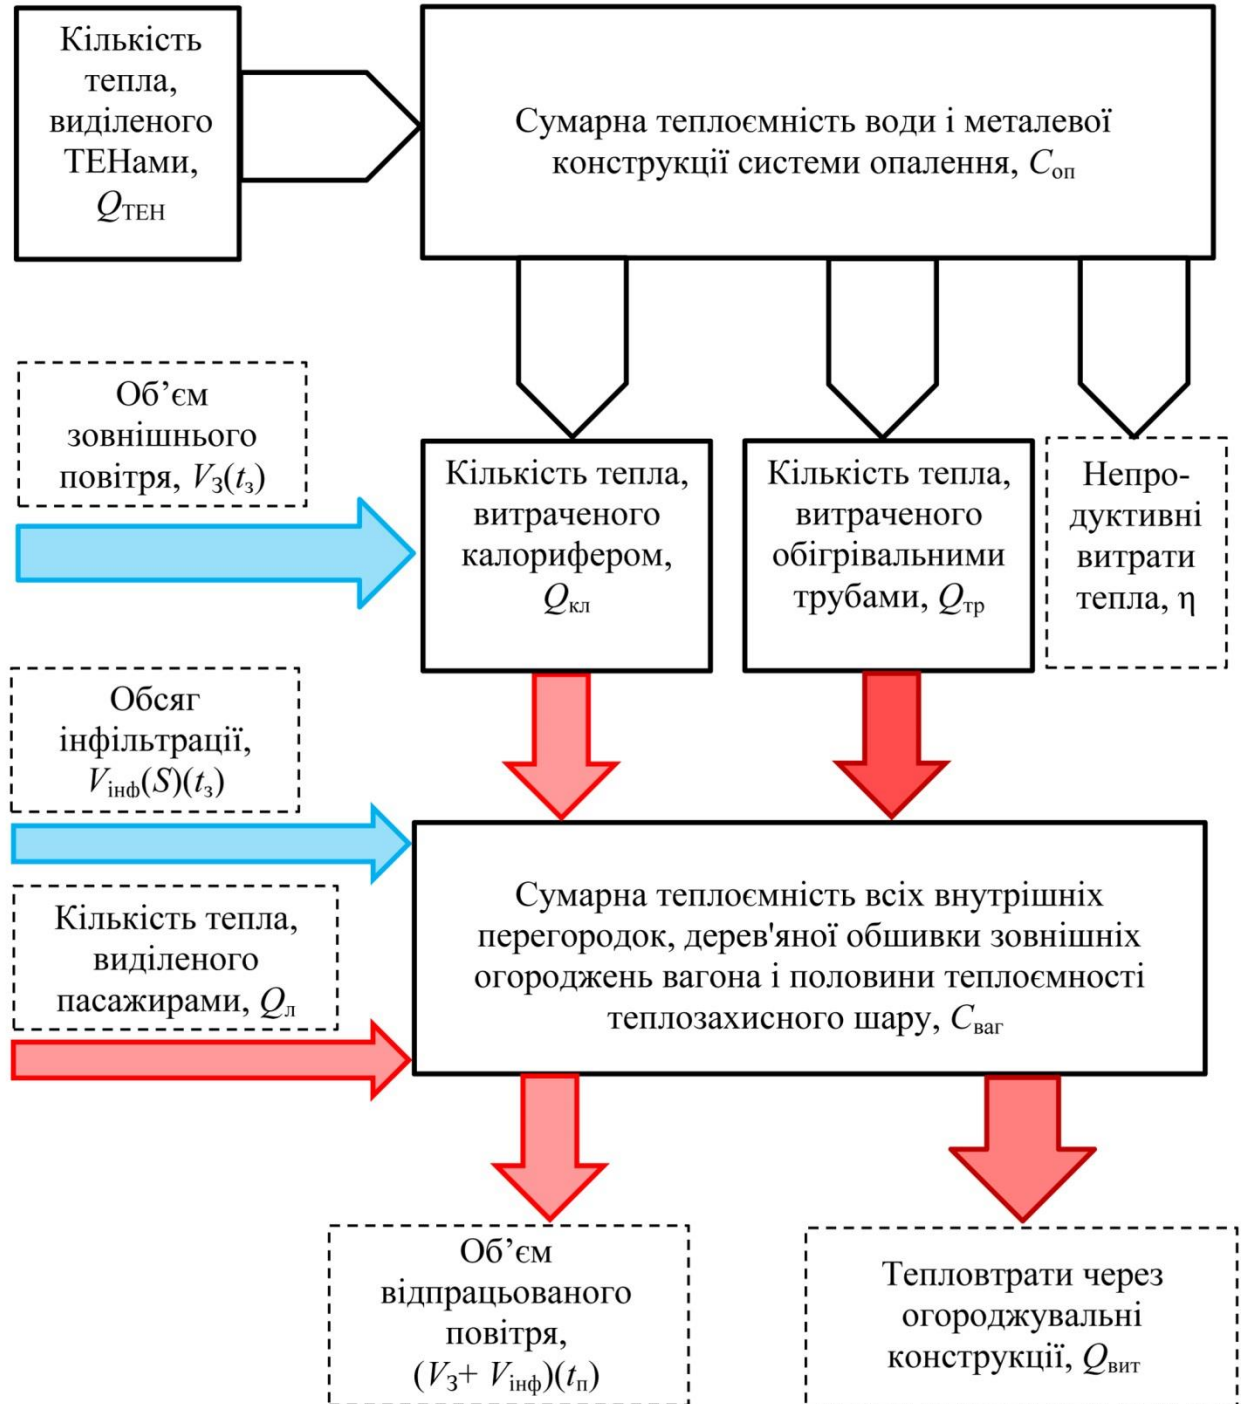 Кількість
тепла,
виділеного
ТЕНами,
QТЕН
Сумарна теплоємність води і металевої
конструкції системи опалення, Cоп
Об’єм
зовнішнього
повітря, VЗ(tз)
Кількість тепла,
витраченого
калорифером,
Qкл
Кількість тепла,
витраченого
обігрівальними
трубами, Qтр
Непро-
дуктивні
витрати
тепла, η
Обсяг
інфільтрації,
Vінф(S)(tз)
Кількість тепла,
виділеного
пасажирами, Qл
Сумарна теплоємність всіх внутрішніх
перегородок, дерев'яної обшивки зовнішніх
огороджень вагона і половини теплоємності
теплозахисного шару, Cваг
Об’єм
відпрацьованого
повітря,
(VЗ+ Vінф)(tп)
Тепловтрати через
огороджувальні
конструкції, Qвит